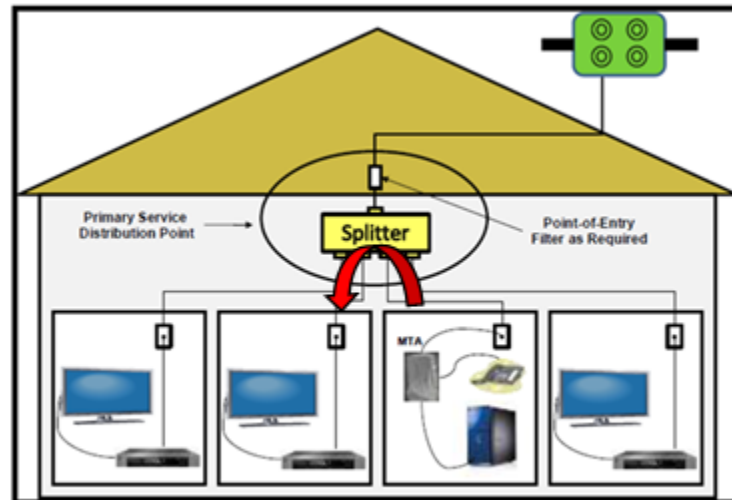 Primary Service
Distribution Point
Splitter
Point-of-Entry
Filter as Required
MTA